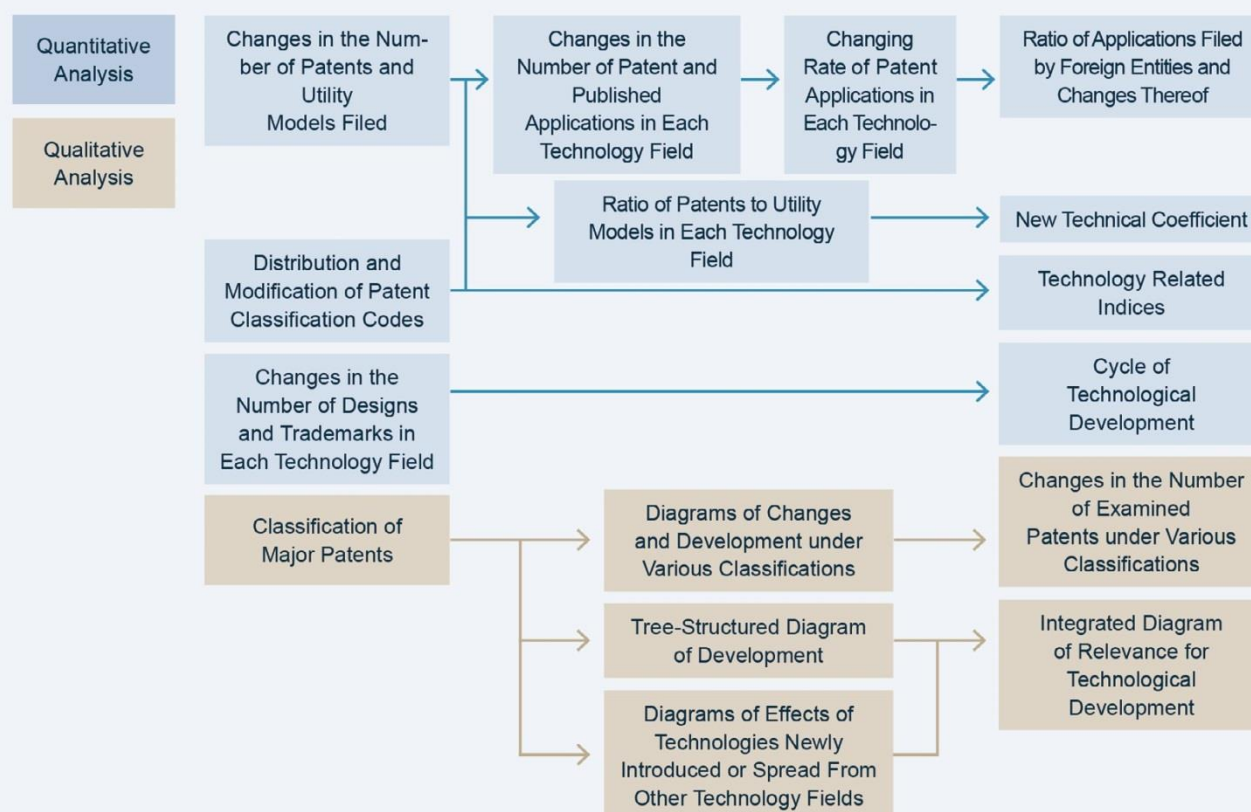 Quantitative
Analysis
Qualitative
Analysis
Changes in the Num-
ber of Patents and
Utility
Models Filed
Changes in the
Number of Patent and
Published
Applications in Each
Technology Field
Changing
Rate of Patent
Applications in
Each Technolo-
gy Field
Ratio of Applications Filed
by Foreign Entities and
Changes Thereof
Ratio of Patents to Utility
Models in Each Technology
Field
New Technical Coefficient
Distribution and
Modification of Patent
Classification Codes
Technology Related
Indices
Changes in the
Number of Designs
and Trademarks in
Each Technology Field
Cycle of
Technological
Development
Classification of
Major Patents
Diagrams of Changes
and Development under
Various Classifications
Changes in the Number
of Examined
Patents under Various
Classifications
Tree-Structured Diagram
of Development
Integrated Diagram
of Relevance for
Technological
Development
Diagrams of Effects of
Technologies Newly
Introduced or Spread From
Other Technology Fields